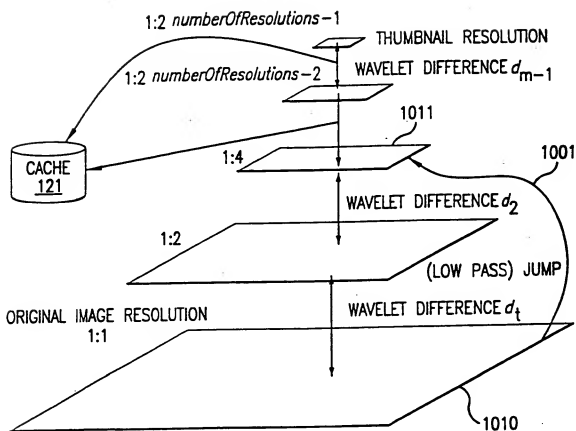 1:2 numberOfResolutions-1
THUMBNAIL RESOLUTION
1:2 numberOfResolutions-2
WAVELET DIFFERENCE dm-1
1011
1:4
1001
CACHE
121
WAVELET DIFFERENCE d2
1:2
(LOW PASS) JUMP
ORIGINAL IMAGE RESOLUTION
1:1
WAVELET DIFFERENCE dt
1010